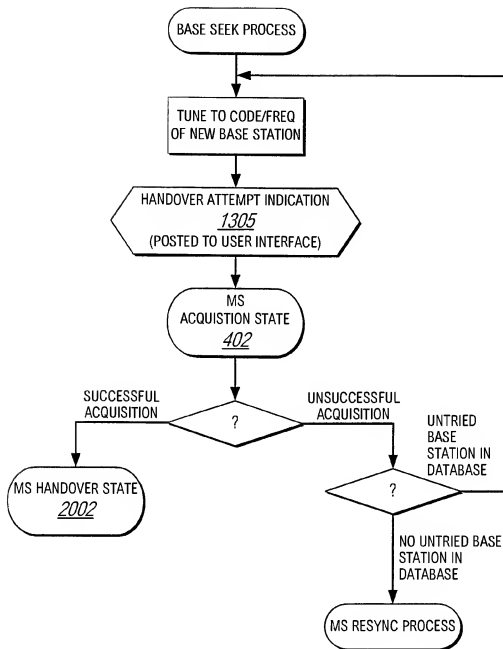 BASE SEEK PROCESS
TUNE TO CODE/FREQ
OF NEW BASE STATION
HANDOVER ATTEMPT INDICATION
1305
(POSTED TO USER INTERFACE)
MS
ACQUISTION STATE
402
SUCCESSFUL
ACQUISITION
?
UNSUCCESSFUL
ACQUISITION
UNTRIED
BASE
STATION IN
DATABASE
MS HANDOVER STATE
2002
?
NO UNTRIED BASE
STATION IN
DATABASE
MS RESYNC PROCESS